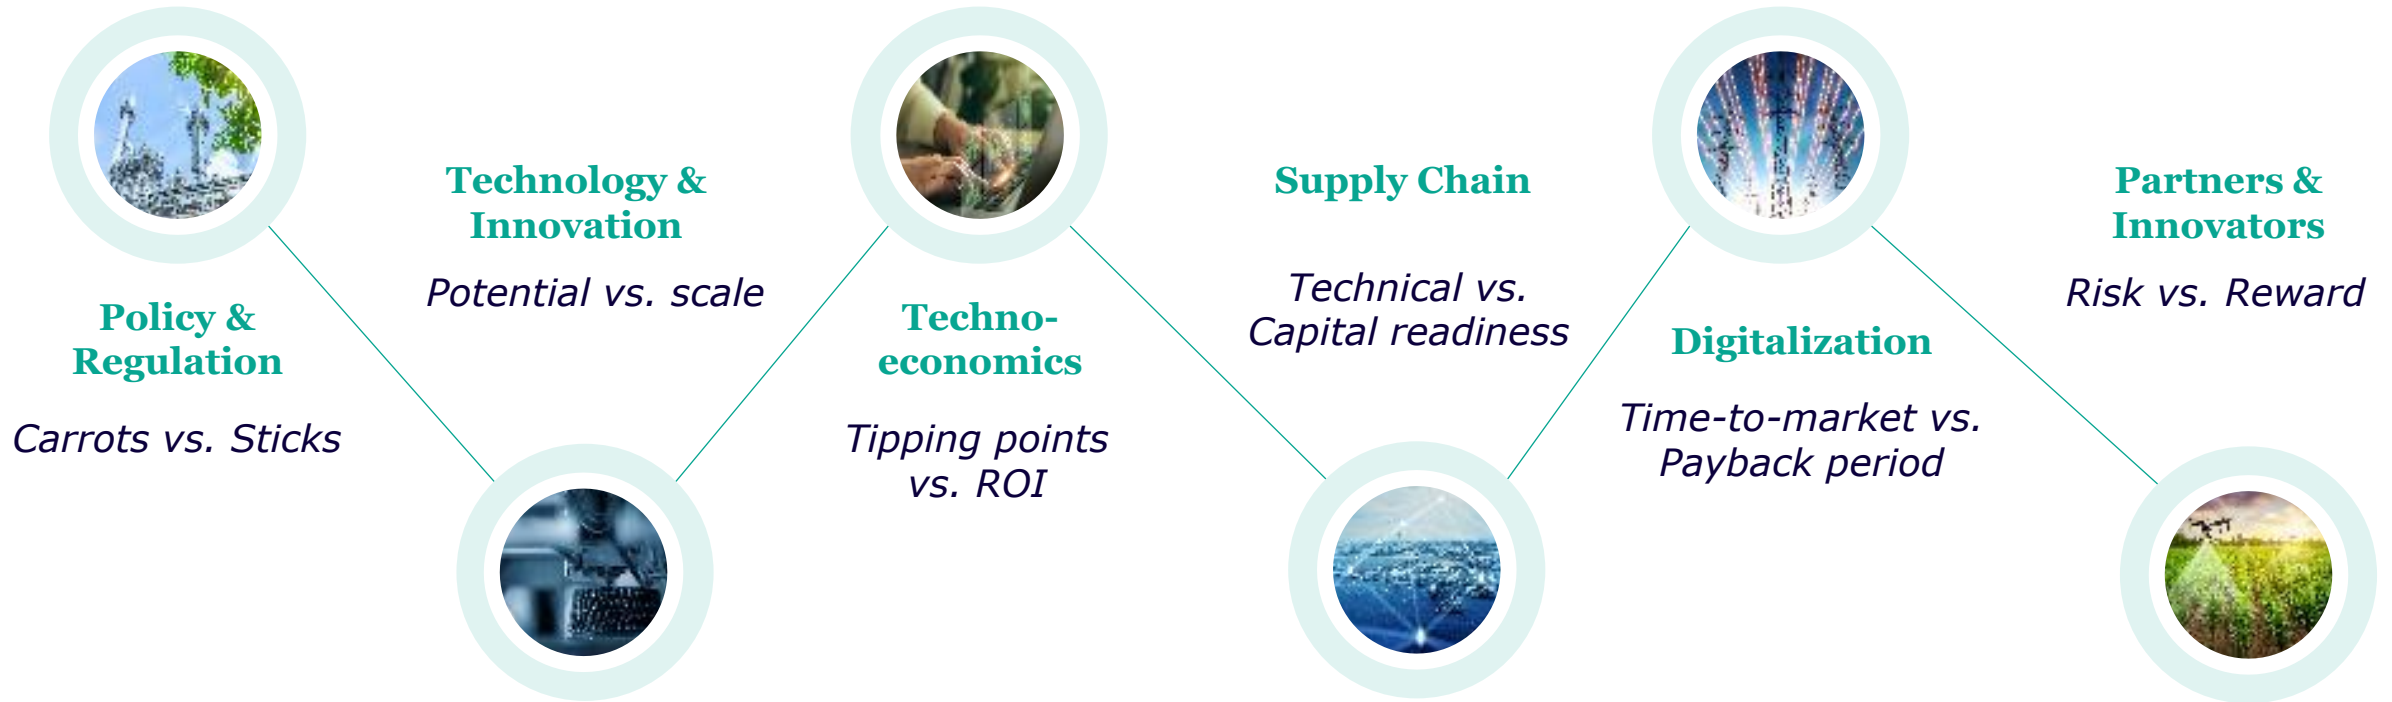 Policy &
Regulation
Carrots vs. Sticks
Technology &
Innovation
Potential vs. scale
Techno-
economics
Tipping points
vs. ROI
Supply Chain
Technical vs.
Capital readiness
Digitalization
Time-to-market vs.
Payback period
Partners &
Innovators
Risk vs. Reward